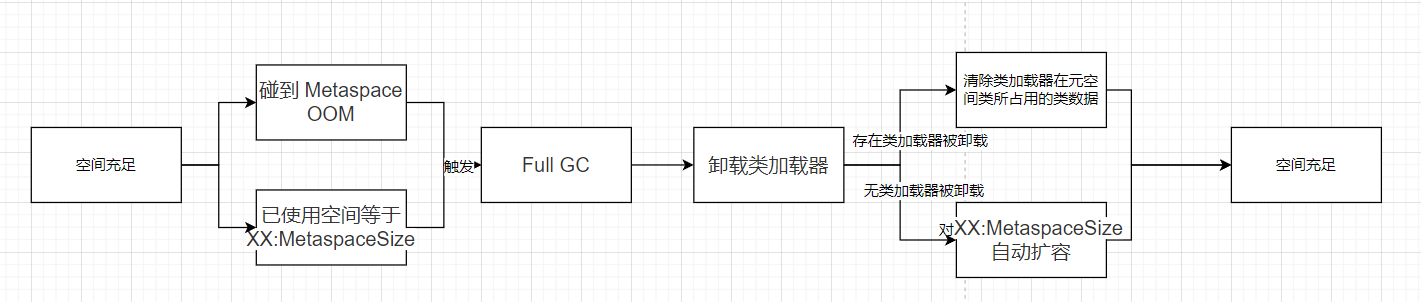 空间充足
碰到 Metaspace
OOM
已使用空间等于
XX:MetaspaceSize
触发
Full GC
卸载类加载器
存在类加载器被卸载
无类加载器被卸载
清除类加载器在元空
间类所占用的类数据
对XX:MetaspaceSize
自动扩容
空间充足